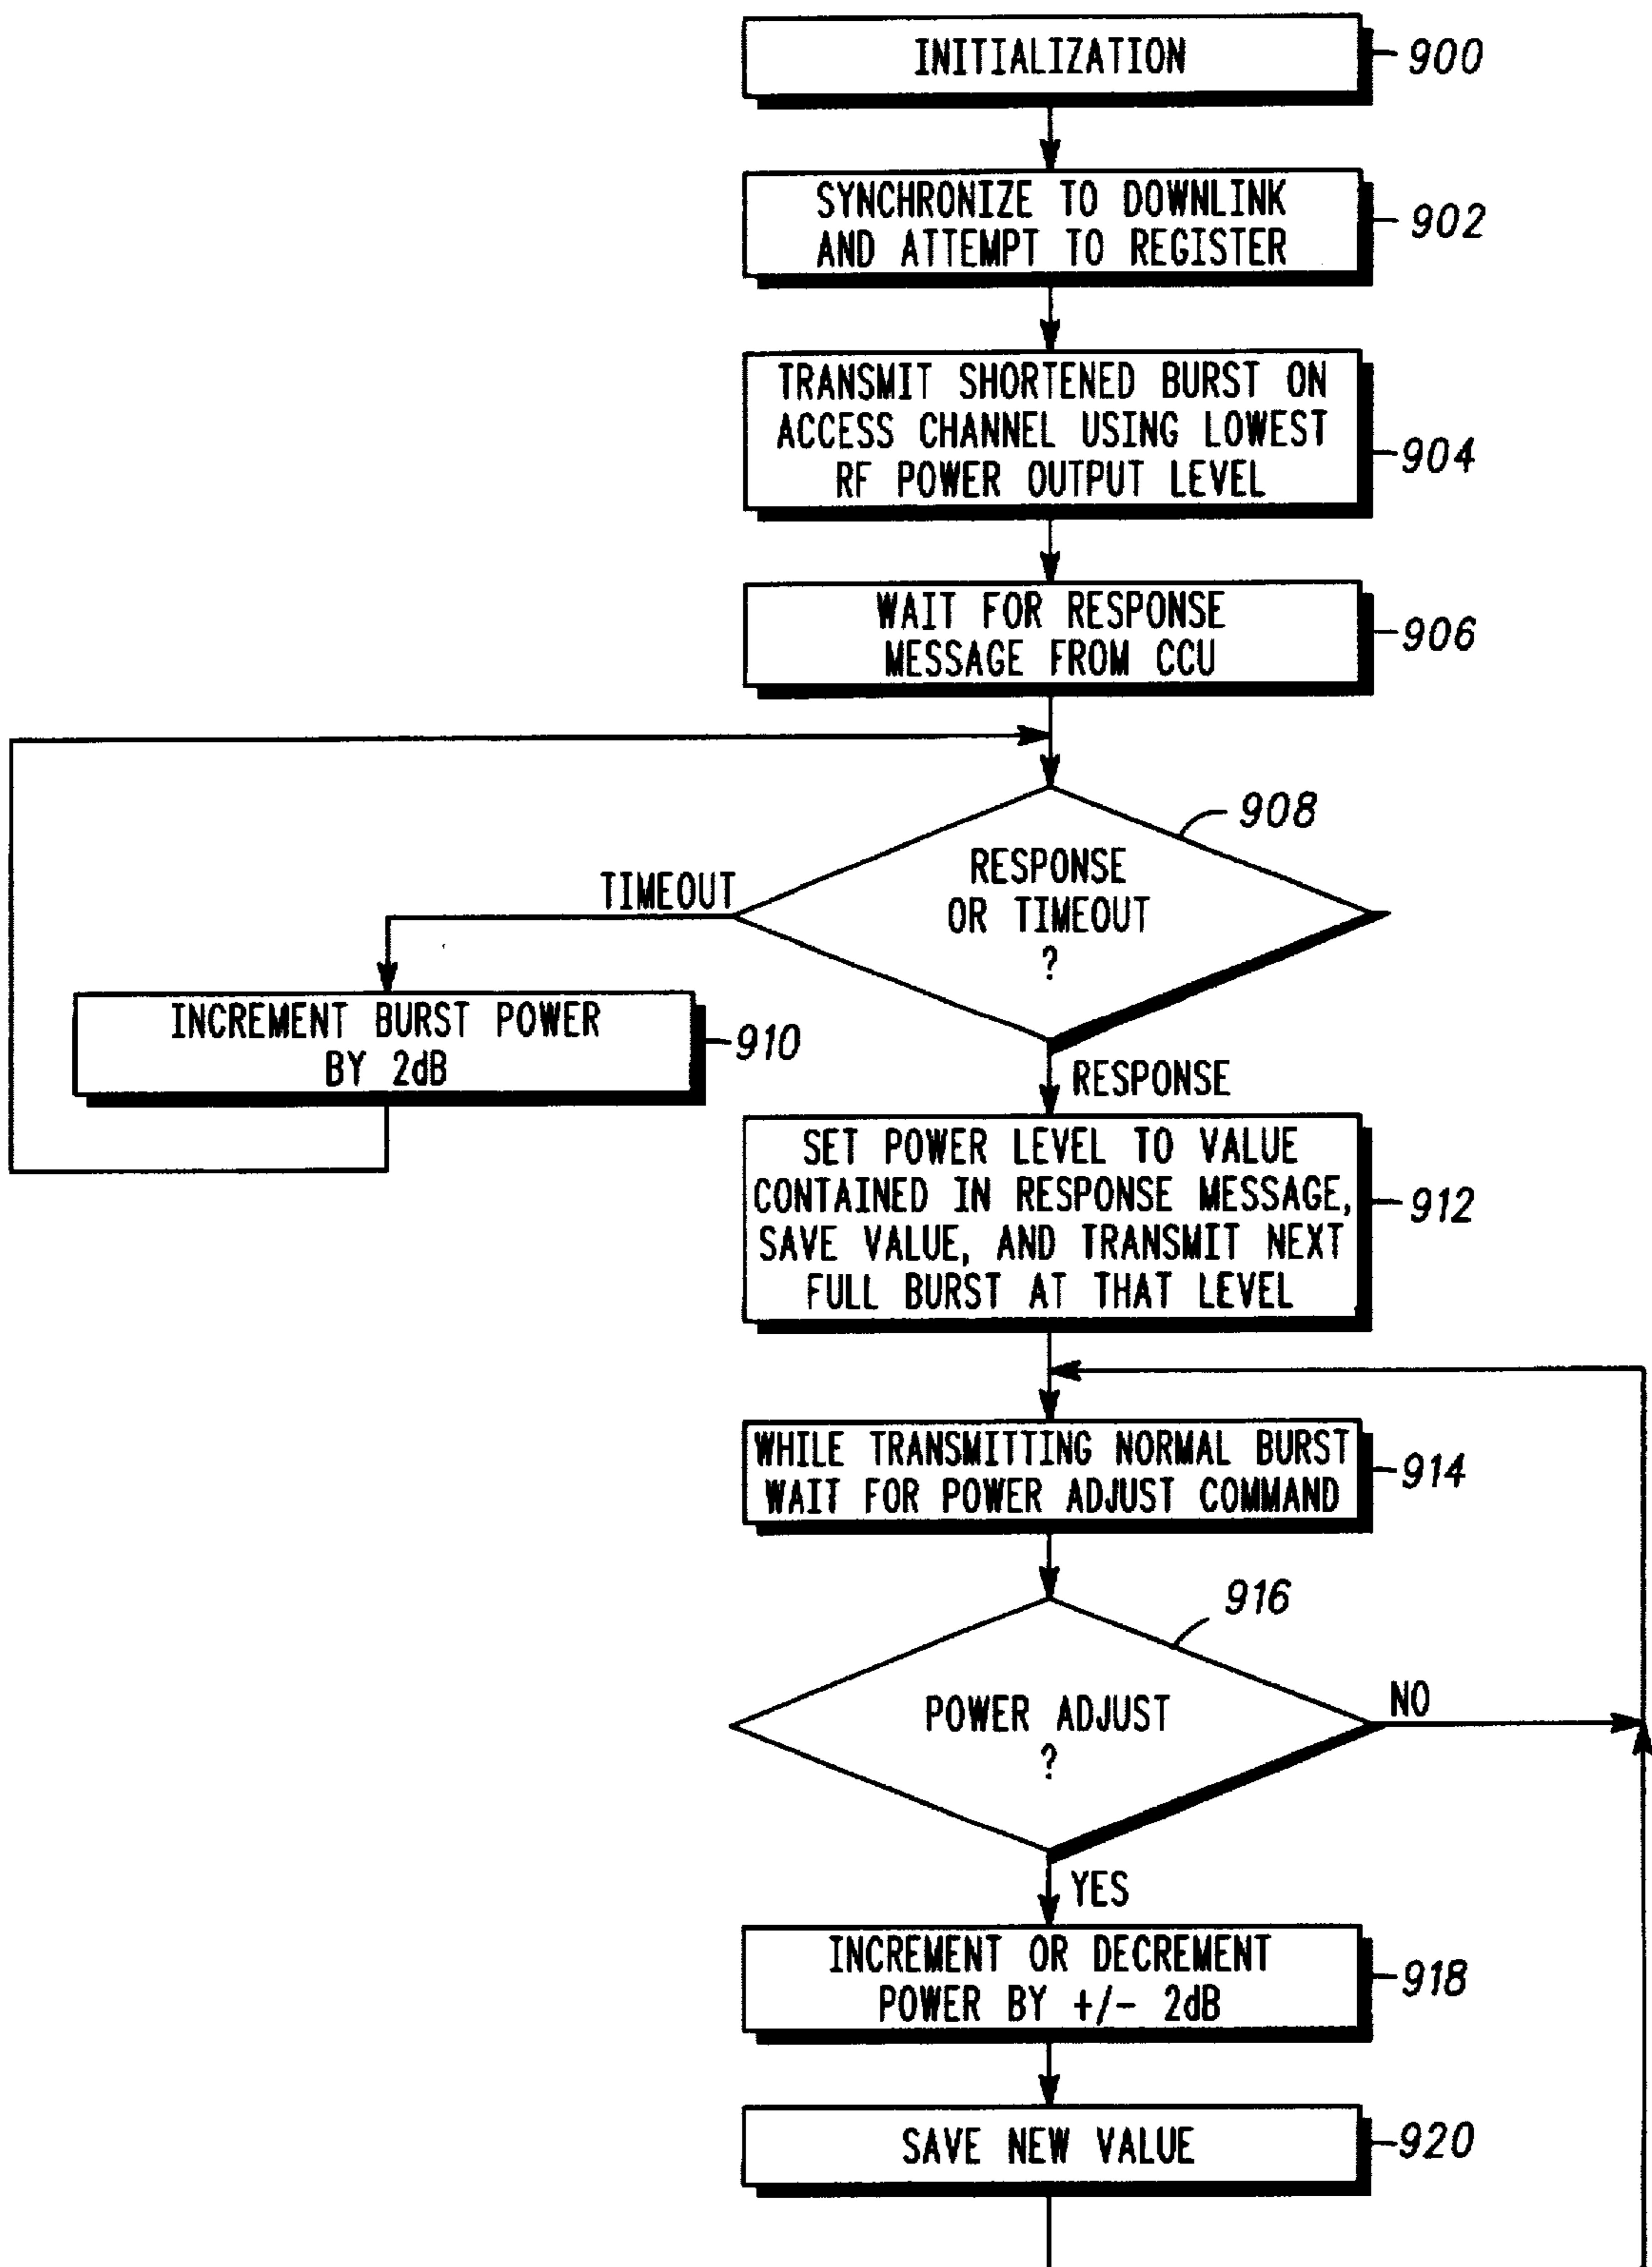 INITIALIZATION
900
SYNCHRONIZE TO DOWNLINK
AND ATTEMPT TO REGISTER
902
TRANSMIT SHORTENED BURST ON
ACCESS CHANNEL USING LOWEST
RF POWER OUTPUT LEVEL
904
WAIT FOR RESPONSE
MESSAGE FROM CCU
906
908
RESPONSE
OR TIMEOUT
?
TIMEOUT
INCREMENT BURST POWER
BY 2dB
910
RESPONSE
SET POWER LEVEL TO VALUE
CONTAINED IN RESPONSE MESSAGE,
SAVE VALUE, AND TRANSMIT NEXT
FULL BURST AT THAT LEVEL
912
WHILE TRANSMITTING NORMAL BURST
WAIT FOR POWER ADJUST COMMAND
914
916
POWER ADJUST
?
NO
YES
INCREMENT OR DECREMENT
POWER BY +/- 2dB
918
SAVE NEW VALUE
920